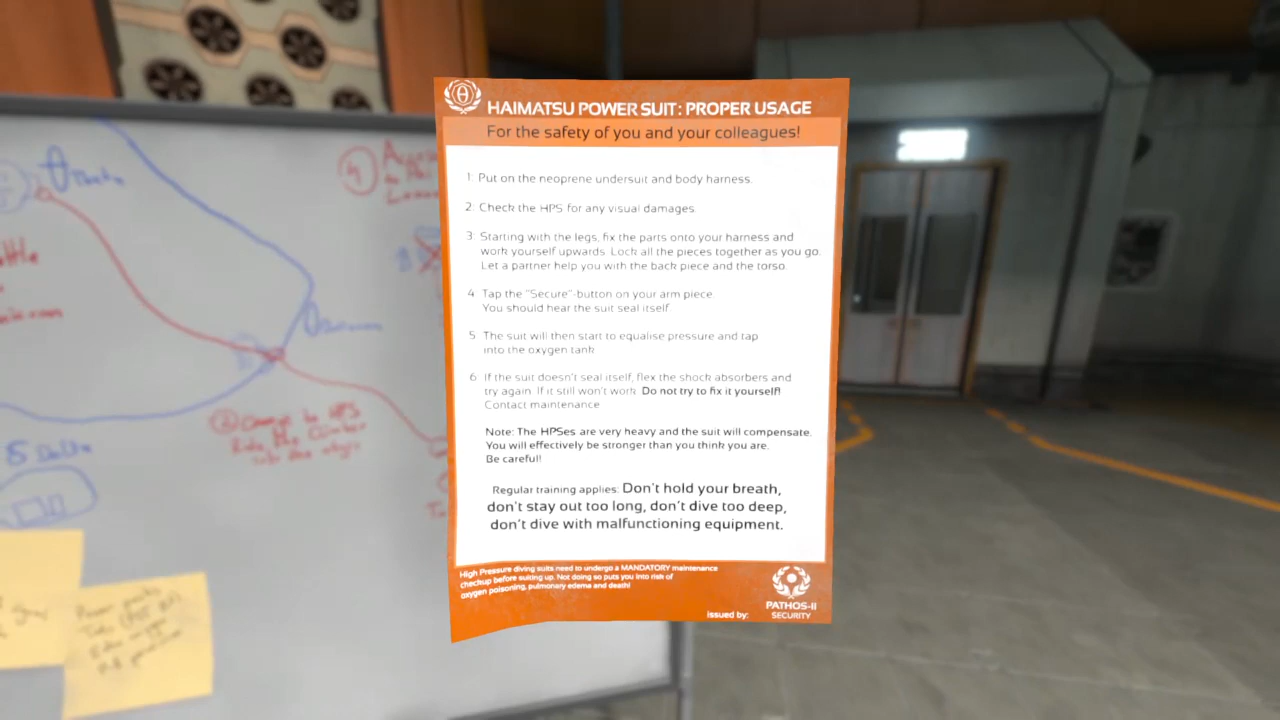 HAIMATSU POWER SUIT: PROPER USAGE
For the safety of you and your colleagues!
1: Put on the neoprene undersuit and body harness.
2: Check the HPS for any visual damages.
3: Starting with the legs, fix the parts onto your harness and
work yourself upwards. Lock all the pieces together as you go.
Let a partner help you with the back piece and the torso.
4: Tap the "Secure"-button on your arm piece.
You should hear the suit seal itself.
5: The suit will then start to equalise pressure and tap
into the oxygen tank
6: If the suit doesn't seal itself, flex the shock absorbers and
try again. If it still won't work: Do not try to fix it yourself!
Contact maintenance
Note: The HPSes are very heavy and the suit will compensate.
You will effectively be stronger than you think you are.
Be careful!
Regular training applies: Don't hold your breath,
don't stay out too long, don't dive too deep,
don't dive with malfunctioning equipment.
High Pressure diving suits need to undergo a MANDATORY maintenance
checkup before suiting up. Not doing so puts you into risk of
oxygen poisoning, pulmonary edema and death!
Issued by:
PATHOS-II
SECURITY
Delta